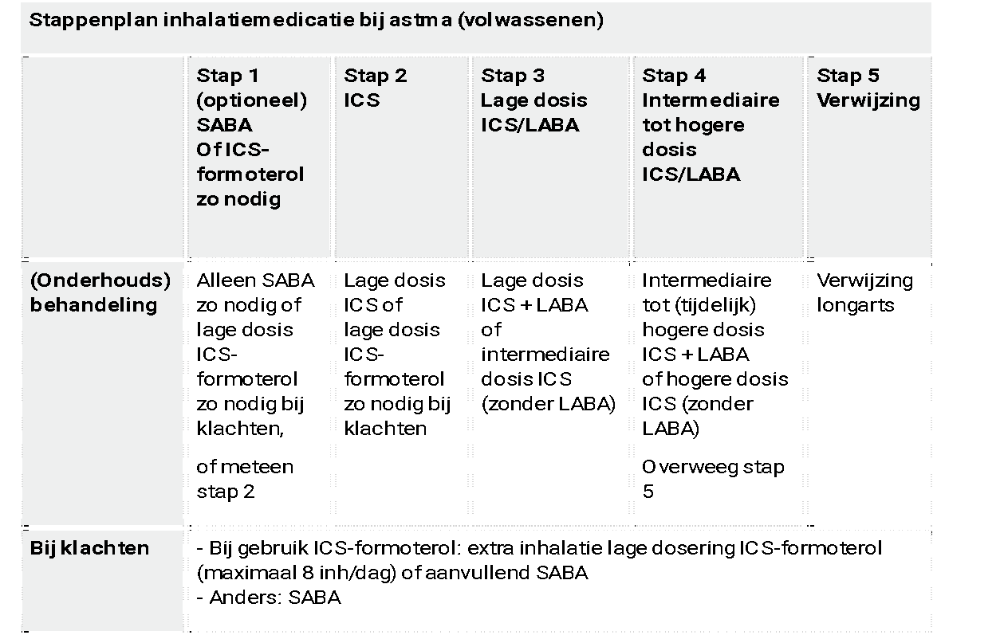 Stappenplan inhalatiemedicatie bij astma (volwassenen)
Stap 1
(optioneel)
SABA
Of ICS-
formoterol
zo nodig
Stap 2
ICS
Stap 3
Lage dosis
ICS/LABA
Stap 4
Intermediaire
tot hogere
dosis
ICS/LABA
Stap 5
Verwijzing
(Onderhouds)
behandeling
Alleen SABA
zo nodig of
lage dosis
ICS-
formoterol
zo nodig bij
klachten,
of meteen
stap 2
Lage dosis
ICS of
lage dosis
ICS-
formoterol
zo nodig bij
klachten
Lage dosis
ICS + LABA
of
intermediaire
dosis ICS
(zonder LABA)
Intermediaire
tot (tijdelijk)
hogere dosis
ICS + LABA
of hogere dosis
ICS (zonder
LABA)
Overweeg stap
5
Verwijzing
longarts
Bij klachten
- Bij gebruik ICS-formoterol: extra inhalatie lage dosering ICS-formoterol
(maximaal 8 inh/dag) of aanvullend SABA
- Anders: SABA